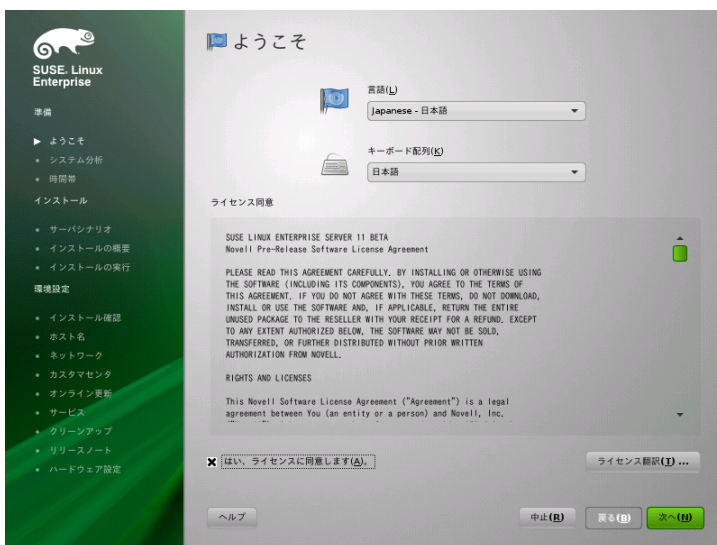 SUSE. Linux
Enterprise
準備
ようこそ
システム分析
時間帯
インストール
サーバシナリオ
インストールの概要
インストールの実行
環境設定
インストール確認
ホスト名
ネットワーク
カスタマセンタ
オンライン更新
サービス
クリーンアップ
リリースノート
ハードウェア設定
ようこそ
言語(L)
Japanese - 日本語
キーボード配列(K)
日本語
ライセンス同意
SUSE LINUX ENTERPRISE SERVER 11 BETA
Novell Pre-Release Software License Agreement
PLEASE READ THIS AGREEMENT CAREFULLY. BY INSTALLING OR OTHERWISE USING
THE SOFTWARE (INCLUDING ITS COMPONENTS), YOU AGREE TO THE TERMS OF
THIS AGREEMENT. IF YOU DO NOT AGREE WITH THESE TERMS, DO NOT DOWNLOAD,
INSTALL OR USE THE SOFTWARE AND, IF APPLICABLE, RETURN THE ENTIRE
UNUSED PACKAGE TO THE RESELLER WITH YOUR RECEIPT FOR A REFUND. EXCEPT
TO ANY EXTENT AUTHORIZED BELOW, THE SOFTWARE MAY NOT BE SOLD,
TRANSFERRED, OR FURTHER DISTRIBUTED WITHOUT PRIOR WRITTEN
AUTHORIZATION FROM NOVELL.
RIGHTS AND LICENSES
This Novell Software License Agreement ("Agreement") is a legal
agreement between You (an entity or a person) and Novell, Inc.
はい、ライセンスに同意します(A)。
ライセンス翻訳(T) ...
ヘルプ
中止(R)
戻る(B)
次へ(N)